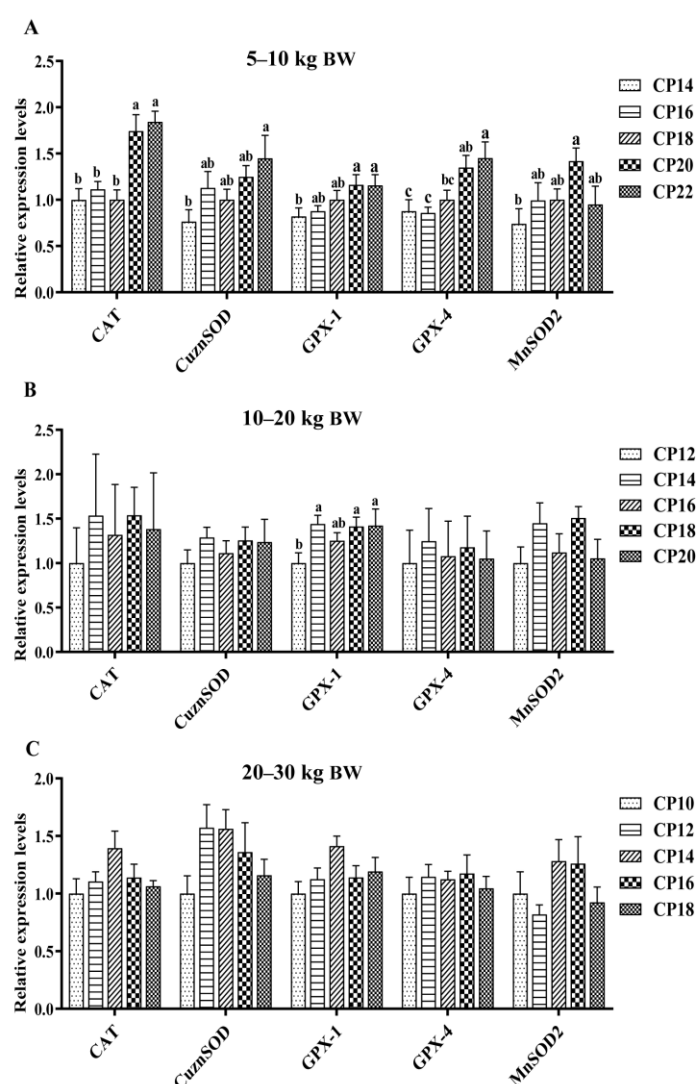 A
5–10 kg BW
Relative expression levels
2.5
2.0
1.5
1.0
0.5
0.0
b b b a a
b ab ab ab a
b ab ab a a
c c bc ab a
b ab ab a ab
CAT
CuznSOD
GPX-1
GPX-4
MnSOD2
CP14
CP16
CP18
CP20
CP22
B
10–20 kg BW
Relative expression levels
2.5
2.0
1.5
1.0
0.5
0.0
b a ab a a
CAT
CuznSOD
GPX-1
GPX-4
MnSOD2
CP12
CP14
CP16
CP18
CP20
C
20–30 kg BW
Relative expression levels
2.0
1.5
1.0
0.5
0.0
CAT
CuznSOD
GPX-1
GPX-4
MnSOD2
CP10
CP12
CP14
CP16
CP18